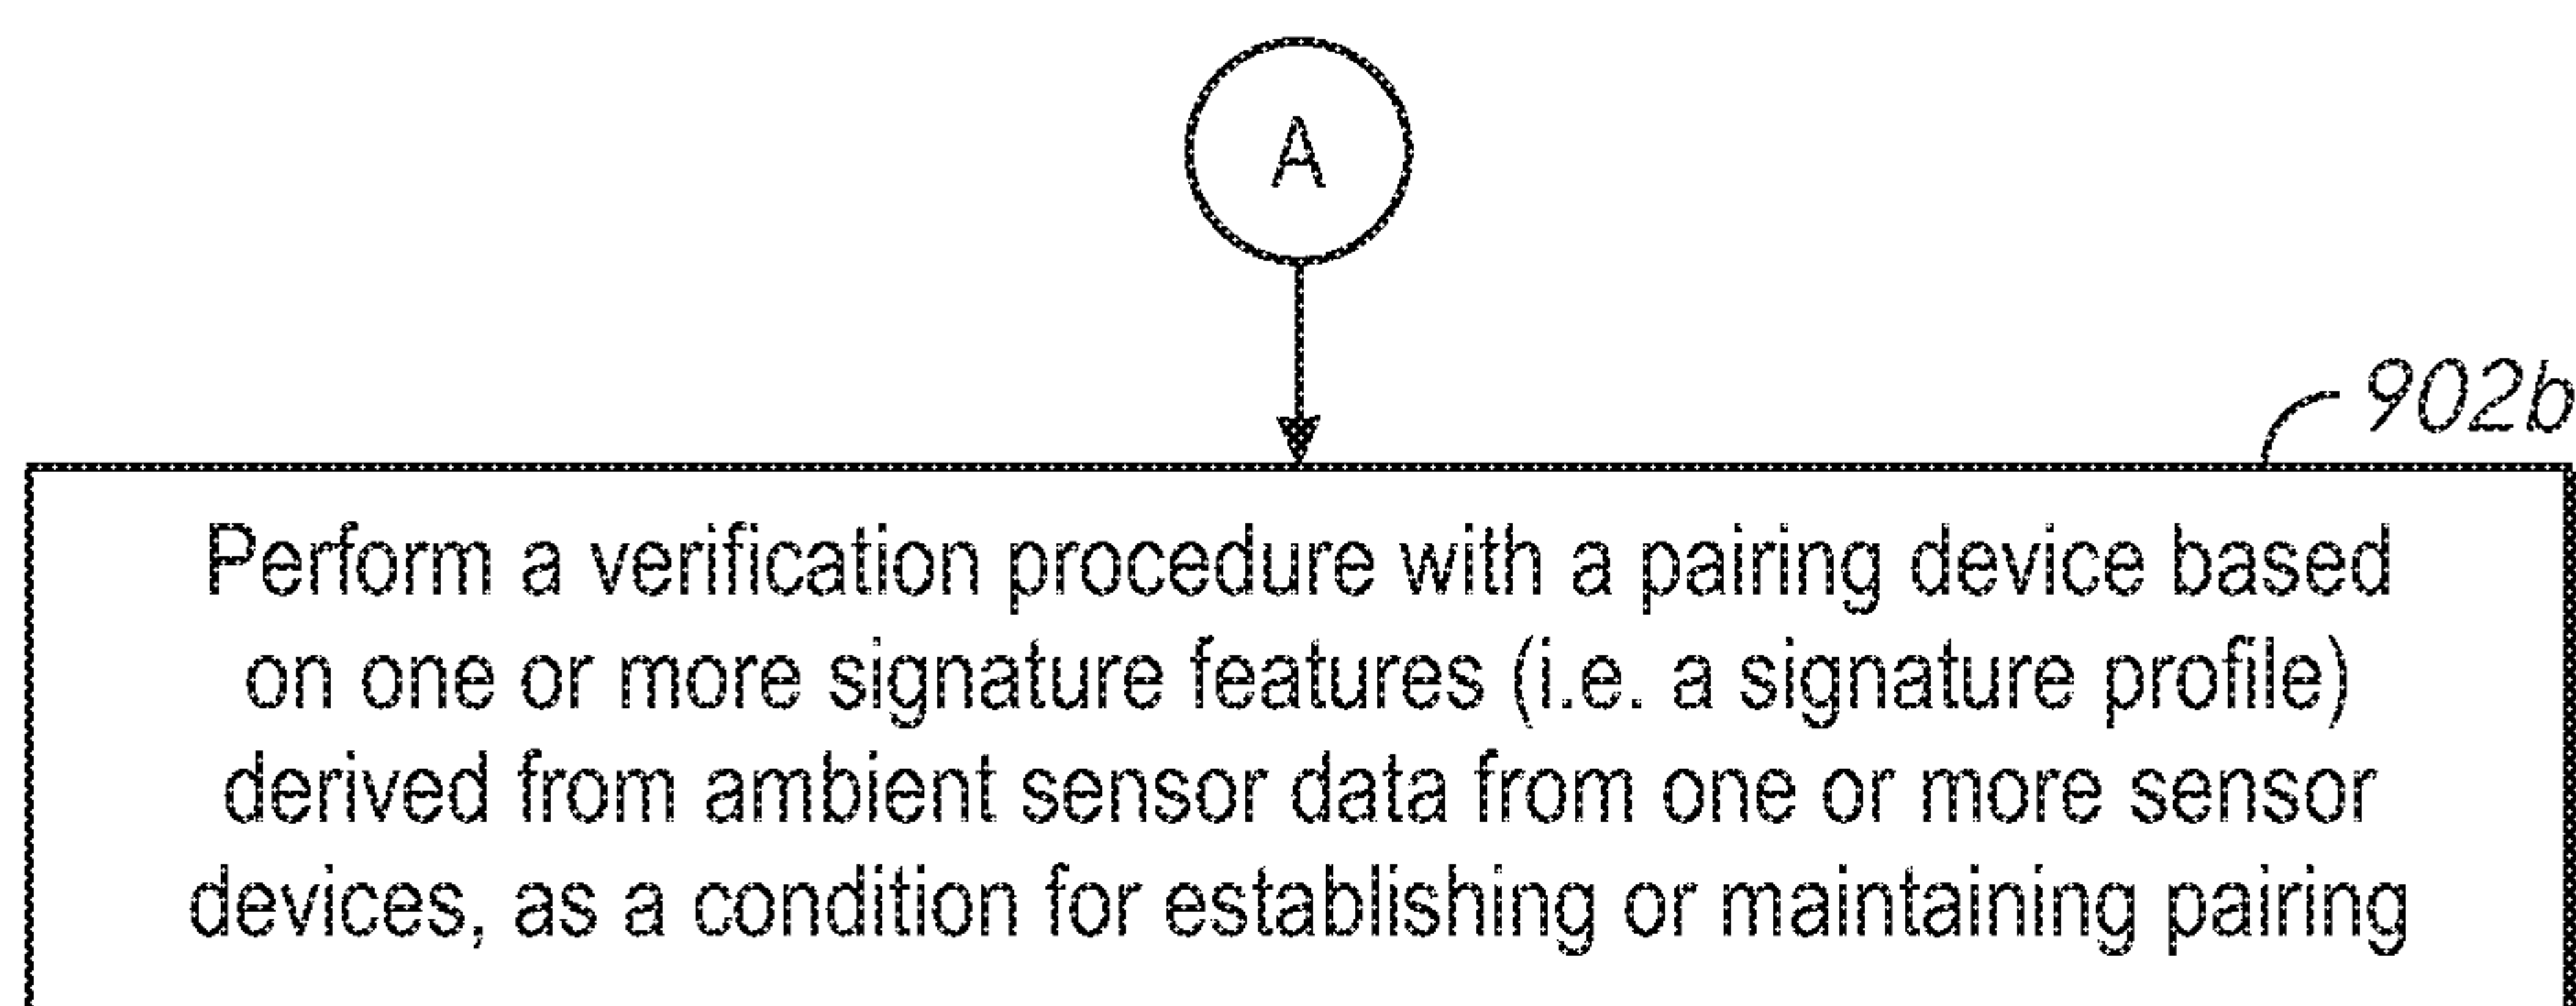 A
902b
Perform a verification procedure with a pairing device based
on one or more signature features (i.e. a signature profile)
derived from ambient sensor data from one or more sensor
devices, as a condition for establishing or maintaining pairing